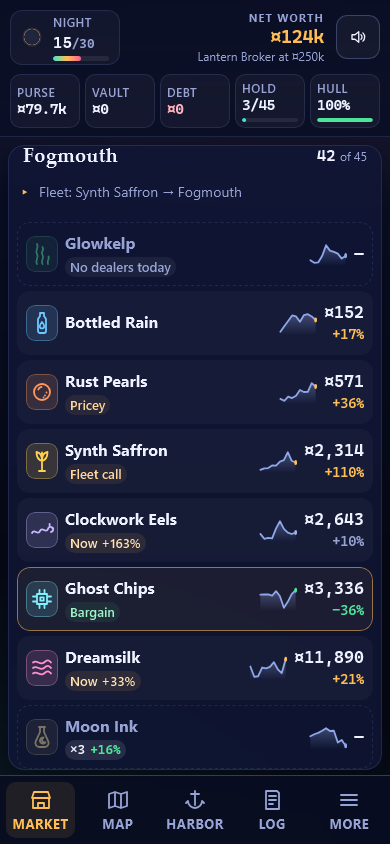 NIGHT
15/30
NET WORTH
¤124k
Lantern Broker at ¤250k
PURSE
¤79.7k
VAULT
¤0
DEBT
¤0
HOLD
3/45
HULL
100%
Fogmouth
42 of 45
Fleet: Synth Saffron → Fogmouth
Glowkelp
No dealers today
—
Bottled Rain
¤152
+17%
Rust Pearls
Pricey
¤571
+36%
Synth Saffron
Fleet call
¤2,314
+110%
Clockwork Eels
Now +163%
¤2,643
+10%
Ghost Chips
Bargain
¤3,336
−36%
Dreamsilk
Now +33%
¤11,890
+21%
Moon Ink
×3 +16%
—
MARKET
MAP
HARBOR
LOG
MORE